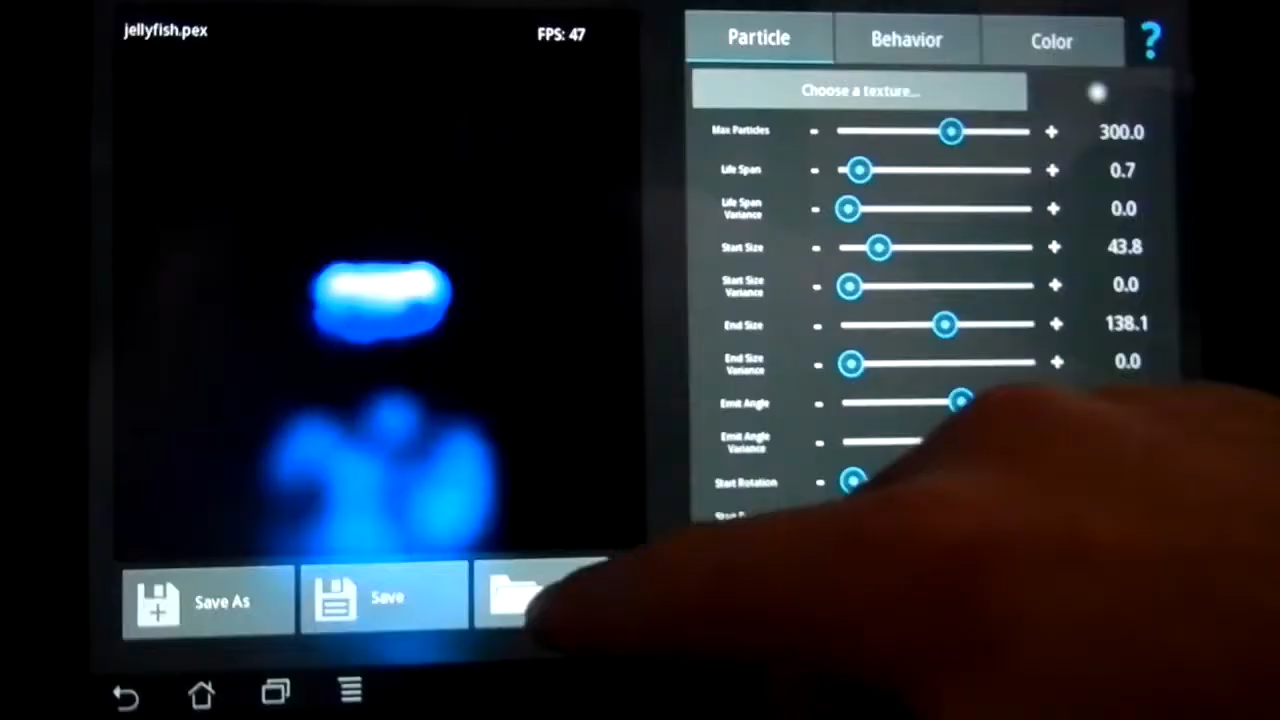 jellyfish.pex
FPS: 47
Particle
Behavior
Color
?
Choose a texture...
Max Particles - + 300.0
Life Span - + 0.7
Life Span
Variance - + 0.0
Start Size - + 43.8
Start Size
Variance - + 0.0
End Size - + 138.1
End Size
Variance - + 0.0
Emit Angle -
Emit Angle
Variance -
Start Rotation -
Save As
Save